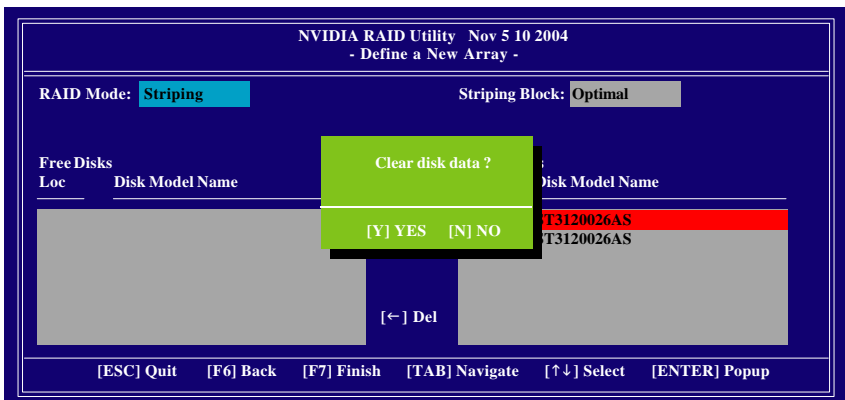 NVIDIA RAID Utility Nov 5 10 2004
- Define a New Array -
RAID Mode: Striping
Striping Block: Optimal
Free Disks
Loc Disk Model Name
Disk Model Name
Clear disk data ?
[Y] YES [N] NO
ST3120026AS
ST3120026AS
[←] Del
[ESC] Quit [F6] Back [F7] Finish [TAB] Navigate [↑↓] Select [ENTER] Popup